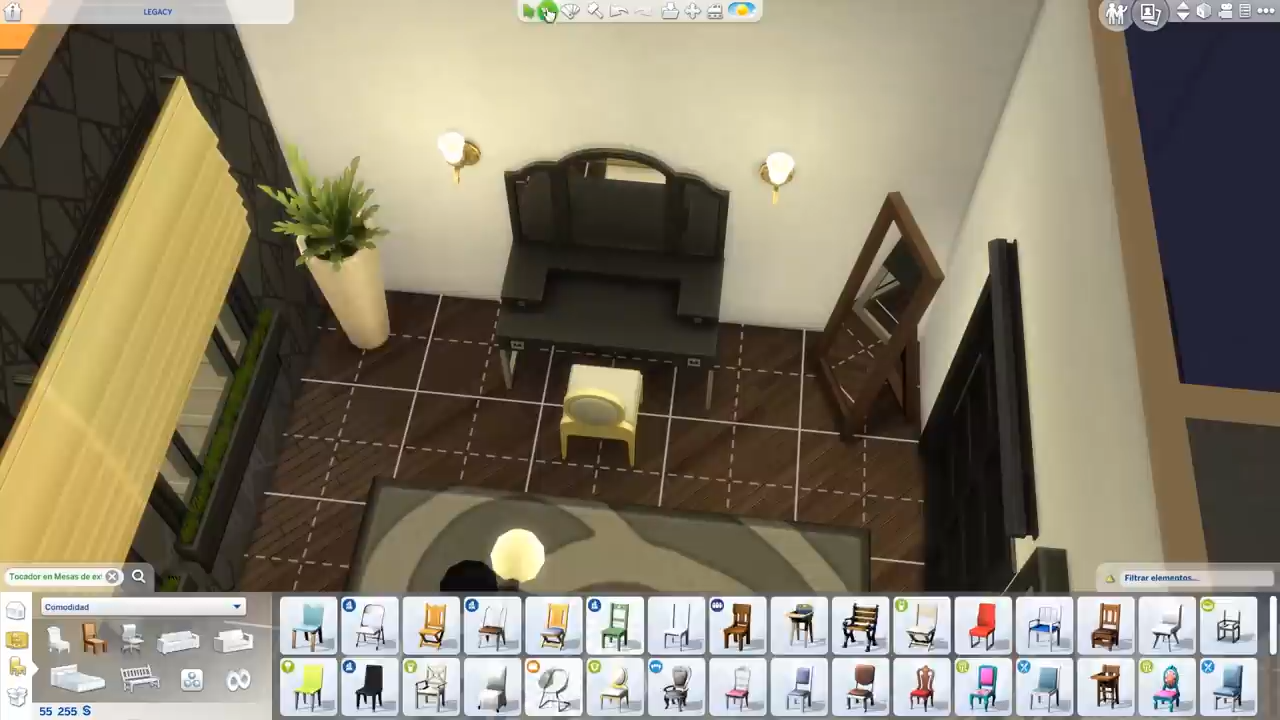 LEGACY
Tocador en Mesas de ex
Filtrar elementos...
Comodidad
55 255 $